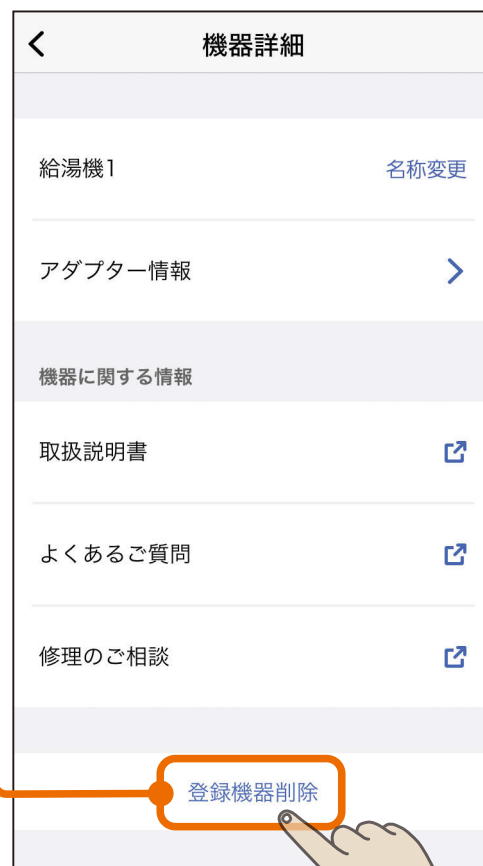 機器詳細
給湯機1
名称変更
アダプター情報
機器に関する情報
取扱説明書
よくあるご質問
修理のご相談
登録機器削除